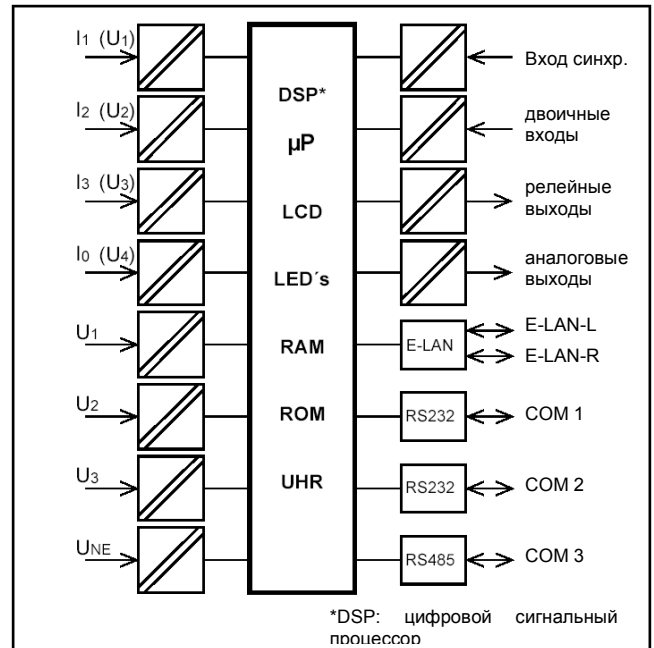 I1 (U1)
I2 (U2)
I3 (U3)
I0 (U4)
U1
U2
U3
UNE
DSP*
µP
LCD
LED´s
RAM
ROM
UHR
Вход синхр.
двоичные
входы
релейные
выходы
аналоговые
выходы
E-LAN
E-LAN-L
E-LAN-R
RS232
COM 1
RS232
COM 2
RS485
COM 3
*DSP: цифровой сигнальный
процессор